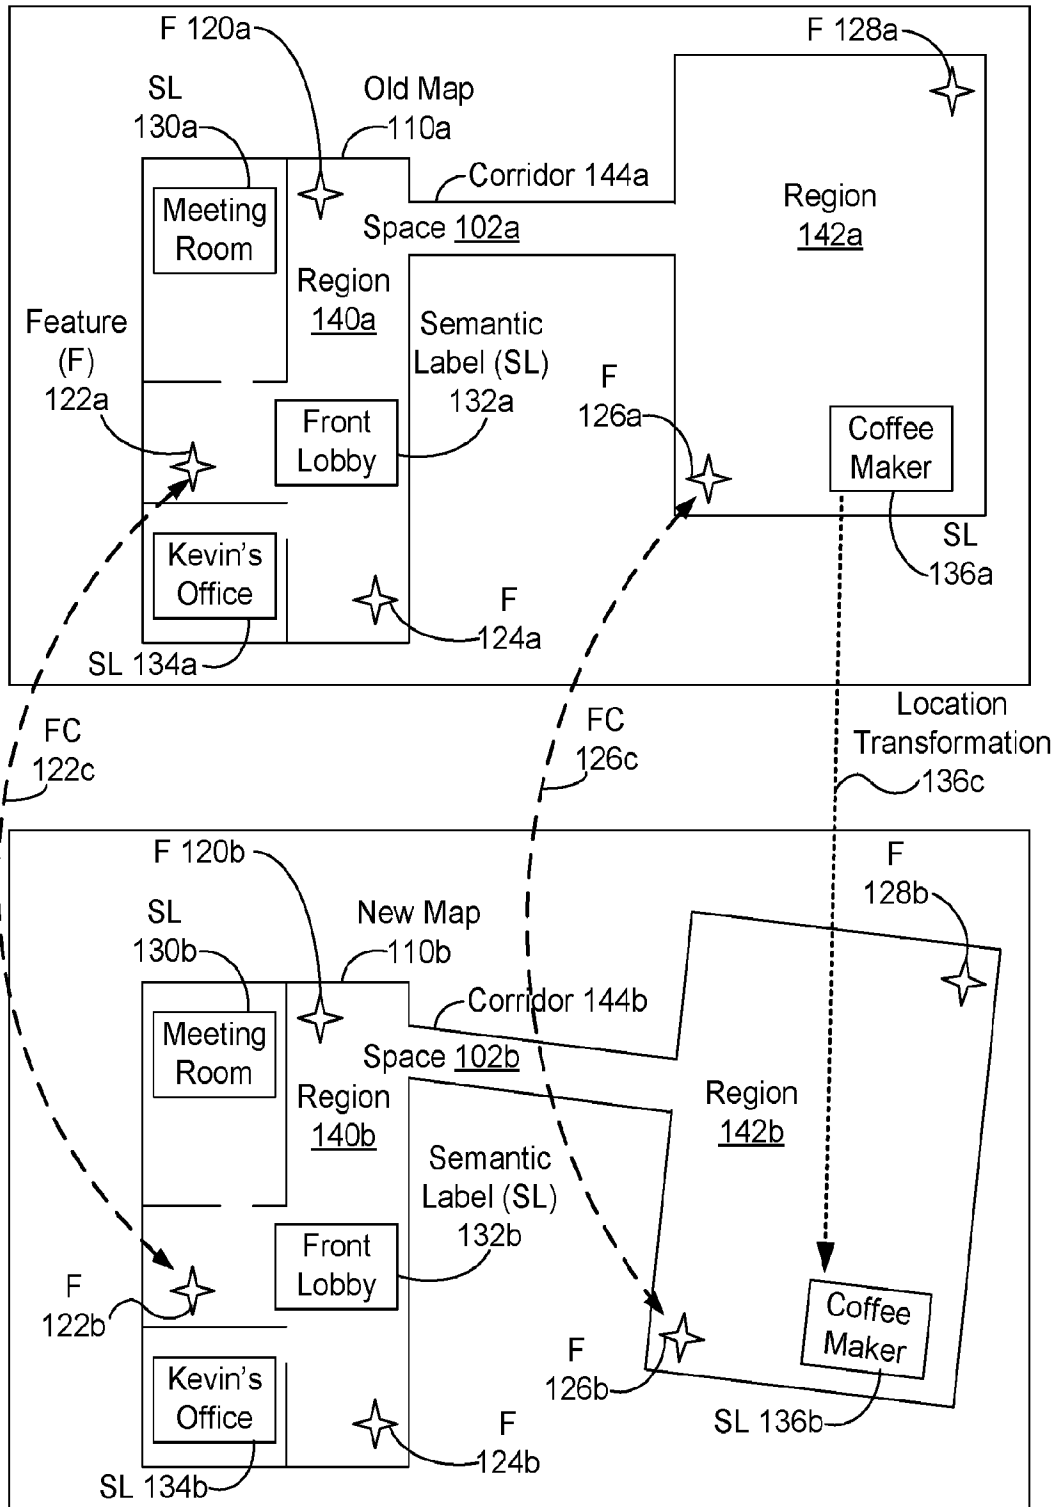 F 120a
F 128a
SL
130a
Old Map
110a
Corridor 144a
Meeting
Room
Space 102a
Region
142a
Region
140a
Feature
(F)
122a
Semantic
Label (SL)
132a
F
126a
Front
Lobby
Coffee
Maker
Kevin's
Office
SL
136a
F
124a
SL 134a
FC
122c
FC
126c
Location
Transformation
136c
F 120b
F
128b
SL
130b
New Map
110b
Corridor 144b
Meeting
Room
Space 102b
Region
140b
Region
142b
Semantic
Label (SL)
132b
Front
Lobby
F
122b
Coffee
Maker
F
126b
Kevin's
Office
SL 136b
F
124b
SL 134b